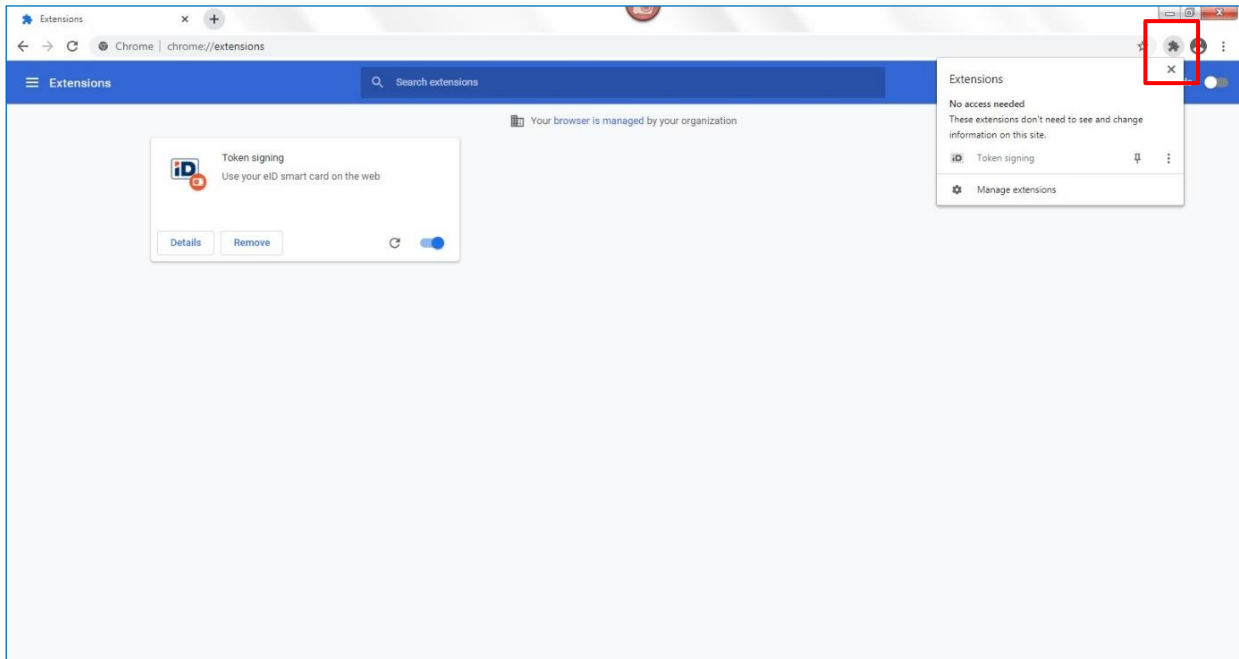 Extensions
Chrome | chrome://extensions
Extensions
Search extensions
Extensions
No access needed
These extensions don't need to see and change
information on this site.
iD Token signing
Manage extensions
Your browser is managed by your organization
iD
Token signing
Use your eID smart card on the web
Details Remove